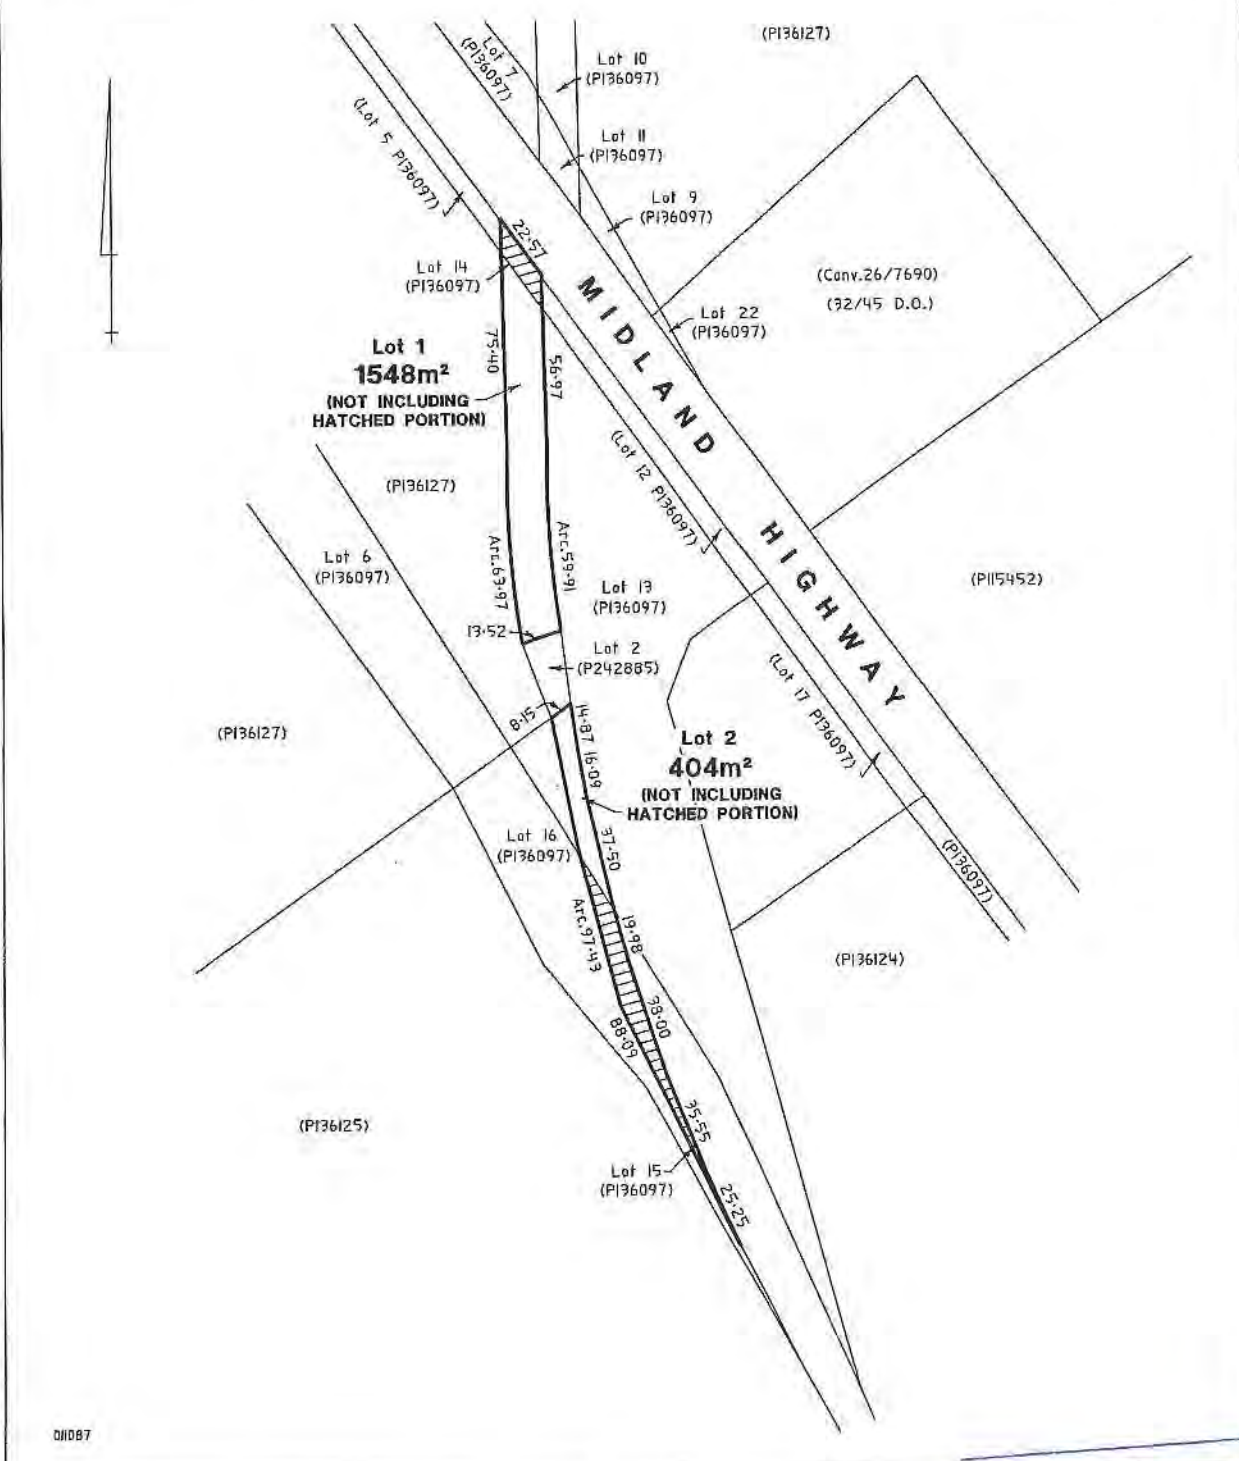 (P136127)
Lot 7
(P136097)
Lot 10
(P136097)
(Lot 5 P136097)
Lot 11
(P136097)
Lot 9
(P136097)
22·57
Lot 14
(P136097)
(Conv.26/7690)
(32/45 D.O.)
Lot 22
(P136097)
MIDLAND HIGHWAY
Lot 1
1548m²
(NOT INCLUDING
HATCHED PORTION)
75·40
56·97
(Lot 12 P136097)
(P136127)
Arc.63·97
Arc.59·91
Lot 6
(P136097)
Lot 13
(P136097)
(P115452)
13·52
Lot 2
(P242885)
(Lot 17 P136097)
8·15
14·87
16·09
(P136127)
Lot 2
404m²
(NOT INCLUDING
HATCHED PORTION)
Lot 16
(P136097)
37·50
(P136097)
Arc.97·43
19·98
(P136124)
38·00
88·09
35·55
(P136125)
Lot 15
(P136097)
25·25
011087